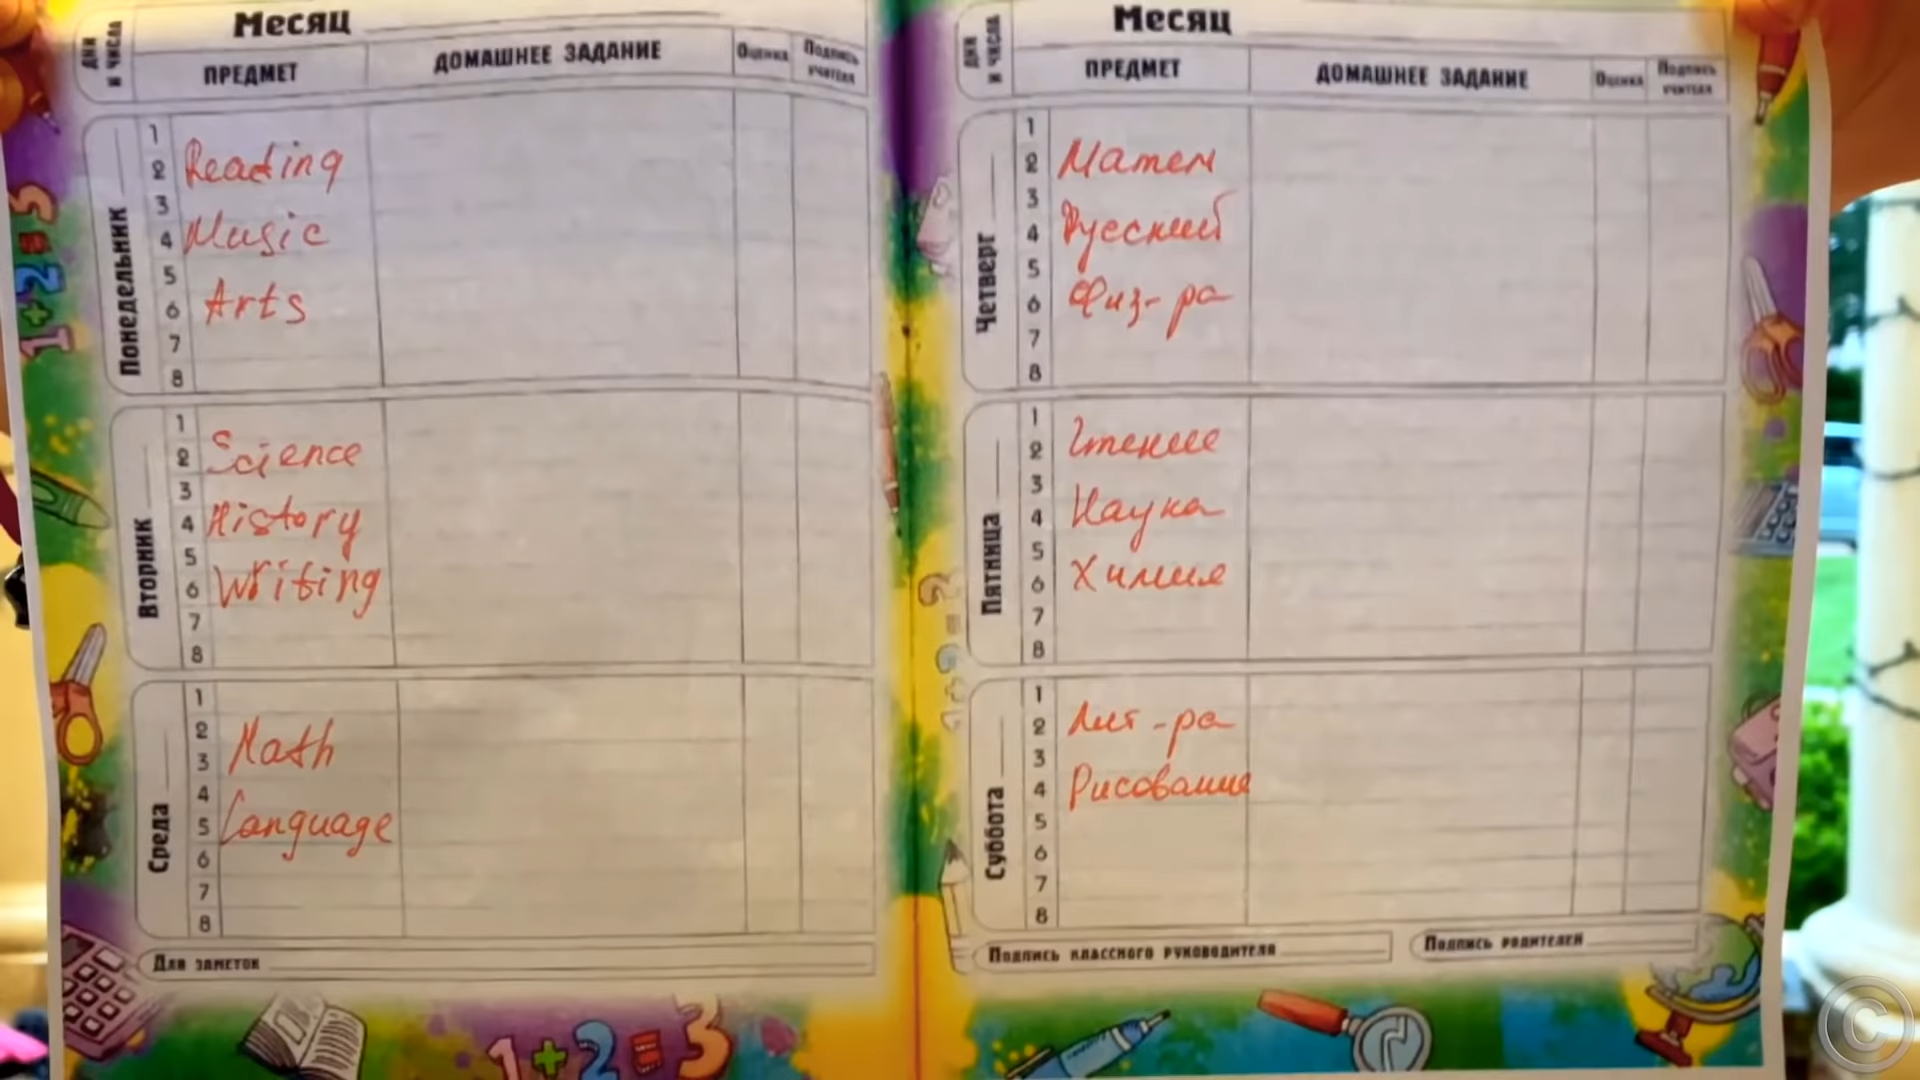 Месяц
ДНИ И ЧИСЛА
ПРЕДМЕТ
ДОМАШНЕЕ ЗАДАНИЕ
Оценка
Подпись учителя
Понедельник
1
2 Reading
3
4 Music
5
6 Arts
7
8
Вторник
1
2 Science
3
4 History
5
6 Writing
7
8
Среда
1
2
3 Math
4
5 Language
6
7
8
Для заметок
Месяц
ДНИ И ЧИСЛА
ПРЕДМЕТ
ДОМАШНЕЕ ЗАДАНИЕ
Оценка
Подпись учителя
Четверг
1
2 Матем
3
4 Русский
5
6 Физ-ра
7
8
Пятница
1
2 Чтение
3
4 Наука
5
6 Химия
7
8
Суббота
1
2 Лит-ра
3
4 Рисование
5
6
7
8
Подпись классного руководителя
Подпись родителей
1+2=3
1+2=3
©